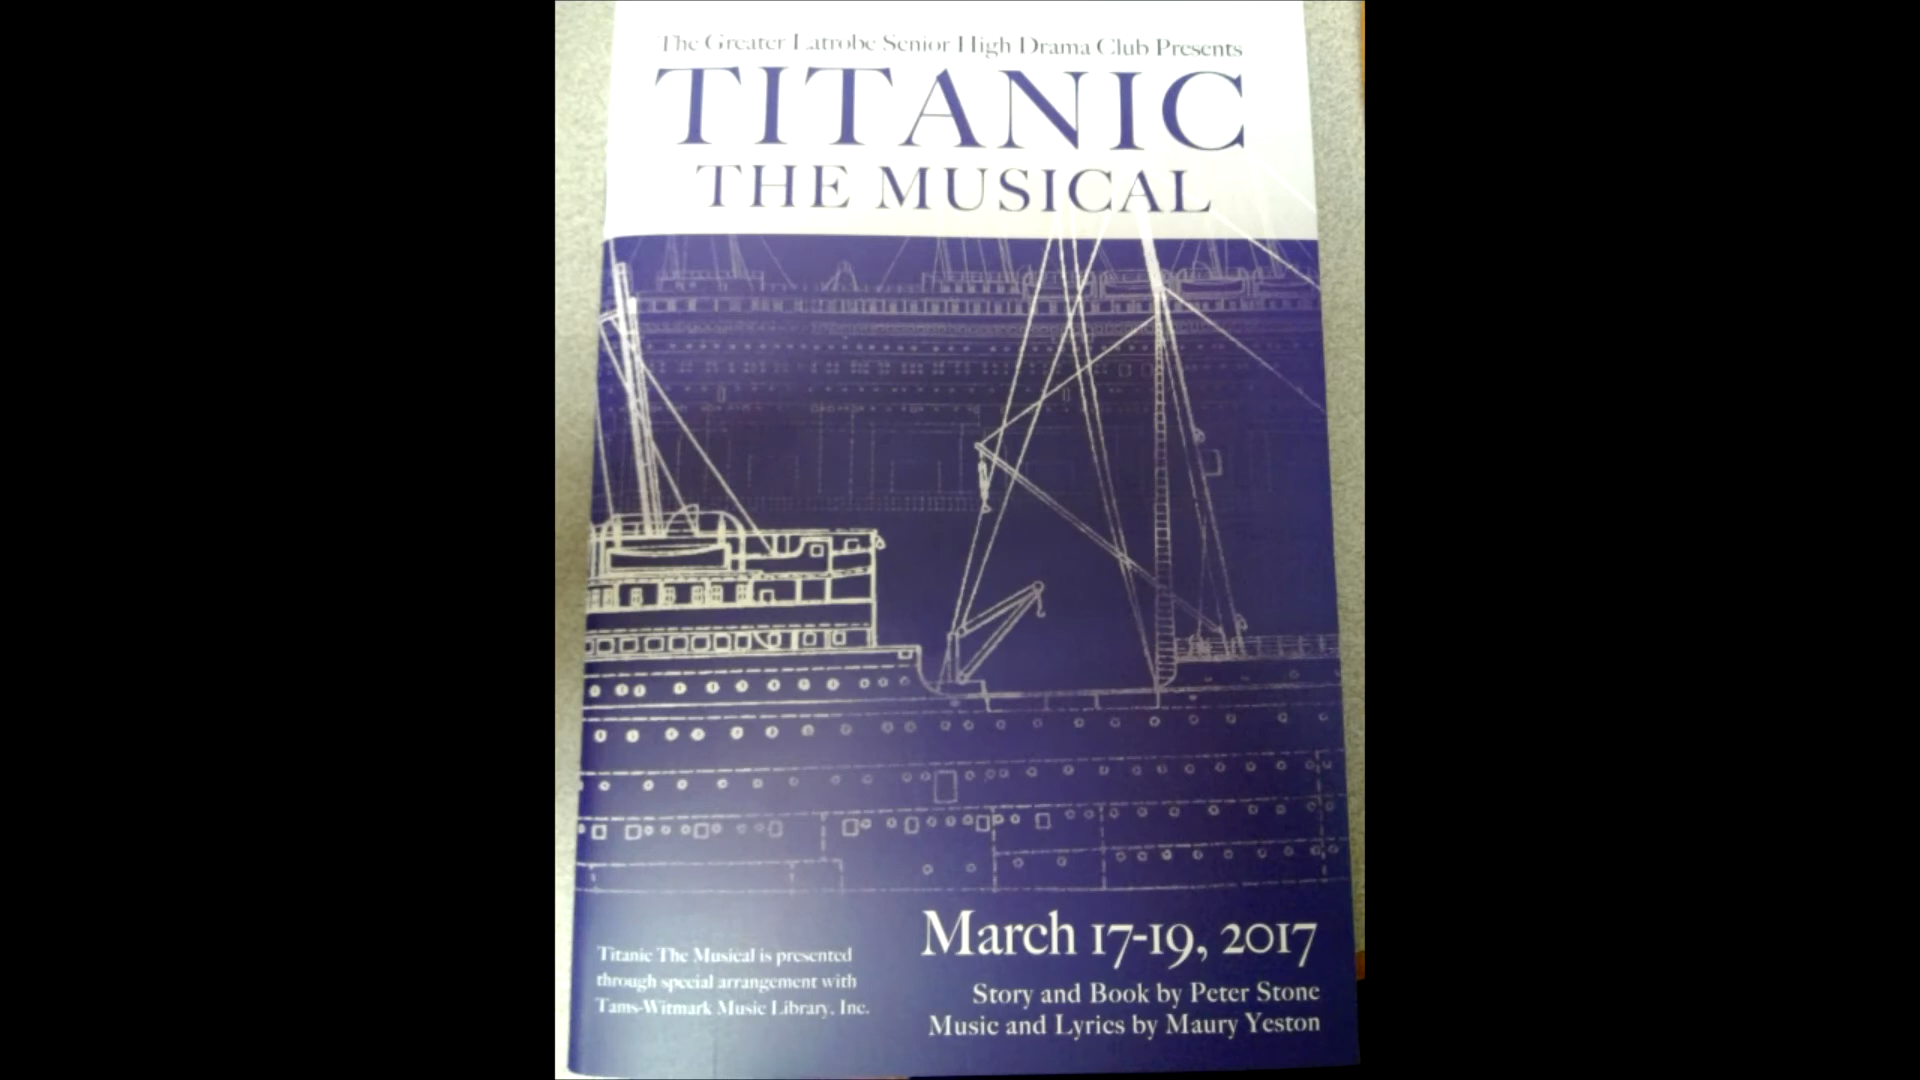 The Greater Latrobe Senior High Drama Club Presents
TITANIC
THE MUSICAL
March 17-19, 2017
Titanic The Musical is presented
through special arrangement with
Tams-Witmark Music Library, Inc.
Story and Book by Peter Stone
Music and Lyrics by Maury Yeston